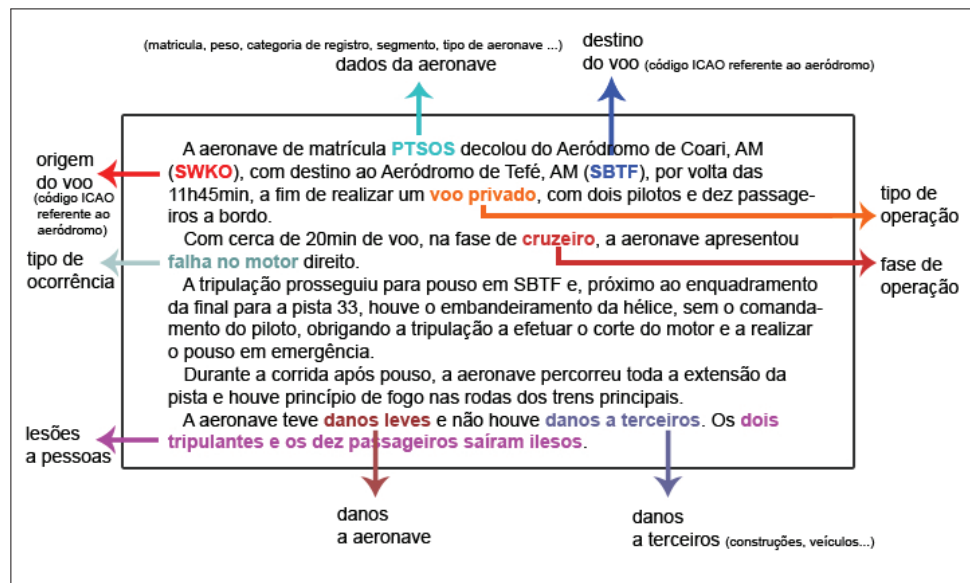 (matricula, peso, categoria de registro, segmento, tipo de aeronave ...)
dados da aeronave
destino
do voo (código ICAO referente ao aeródromo)
origem
do voo
(código ICAO
referente ao
aeródromo)
tipo de
ocorrência
lesões
a pessoas
A aeronave de matrícula PTSOS decolou do Aeródromo de Coari, AM
(SWKO), com destino ao Aeródromo de Tefé, AM (SBTF), por volta das
11h45min, a fim de realizar um voo privado, com dois pilotos e dez passage-
iros a bordo.
Com cerca de 20min de voo, na fase de cruzeiro, a aeronave apresentou
falha no motor direito.
A tripulação prosseguiu para pouso em SBTF e, próximo ao enquadramento
da final para a pista 33, houve o embandeiramento da hélice, sem o comanda-
mento do piloto, obrigando a tripulação a efetuar o corte do motor e a realizar
o pouso em emergência.
Durante a corrida após pouso, a aeronave percorreu toda a extensão da
pista e houve princípio de fogo nas rodas dos trens principais.
A aeronave teve danos leves e não houve danos a terceiros. Os dois
tripulantes e os dez passageiros saíram ilesos.
tipo de
operação
fase de
operação
danos
a aeronave
danos
a terceiros (construções, veículos...)